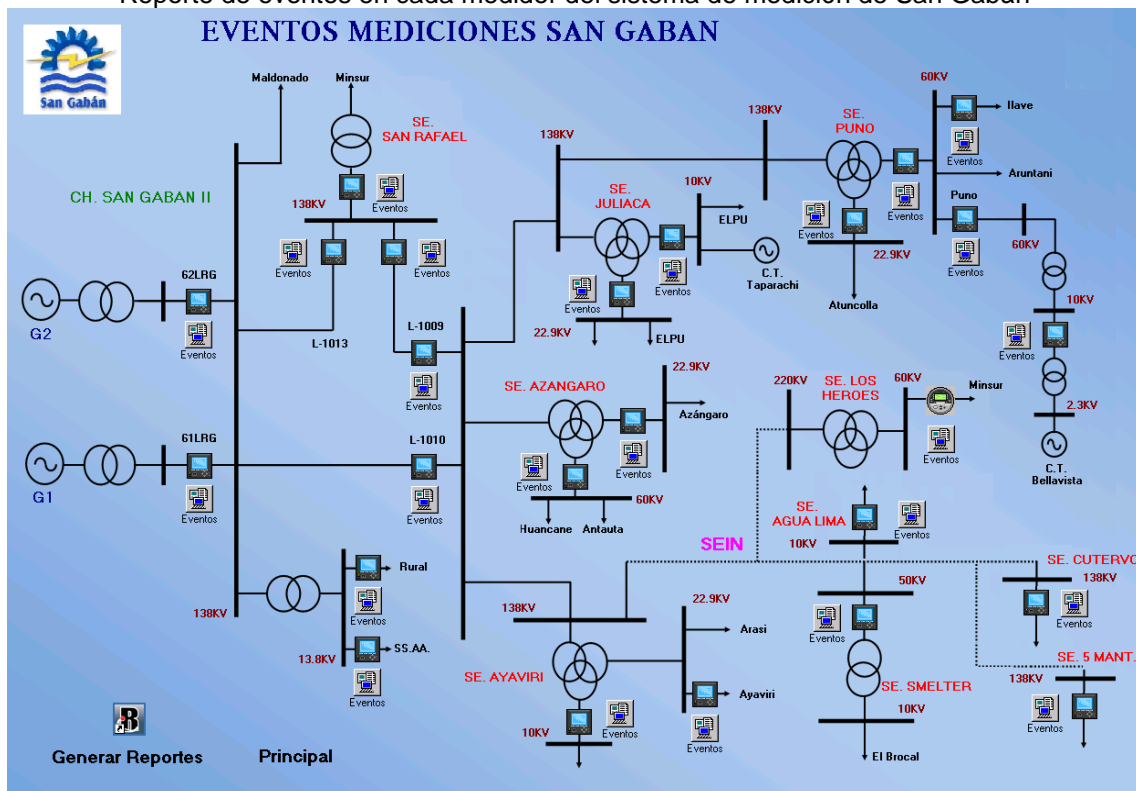 Reporte de eventos en cada medidor del sistema de medición de San Gabán
EVENTOS MEDICIONES SAN GABAN
San Gabán
Maldonado
Minsur
SE.
SAN RAFAEL
CH. SAN GABAN II
138KV
Eventos
Eventos
Eventos
62LRG
Eventos
G2
L-1013
L-1009
Eventos
61LRG
Eventos
G1
L-1010
Eventos
138KV
Rural
Eventos
13.8KV
SS.AA.
Eventos
Generar Reportes
Principal
138KV
SE.
JULIACA
10KV
ELPU
Eventos
C.T.
Taparachi
Eventos
22.9KV
ELPU
138KV
SE.
PUNO
60KV
Ilave
Eventos
Aruntani
Eventos
Eventos
Puno
Eventos
22.9KV
Atuncolla
60KV
10KV
Eventos
2.3KV
C.T.
Bellavista
SE. AZANGARO
22.9KV
Azángaro
Eventos
Eventos
60KV
Huancane
Antauta
220KV
SE. LOS
HEROES
60KV
Minsur
Eventos
SE.
AGUA LIMA
Eventos
10KV
SEIN
50KV
Eventos
SE. SMELTER
10KV
El Brocal
SE. CUTERVO
138KV
Eventos
SE. 5 MANT.
138KV
Eventos
138KV
SE. AYAVIRI
22.9KV
Arasi
Ayaviri
Eventos
10KV
Eventos